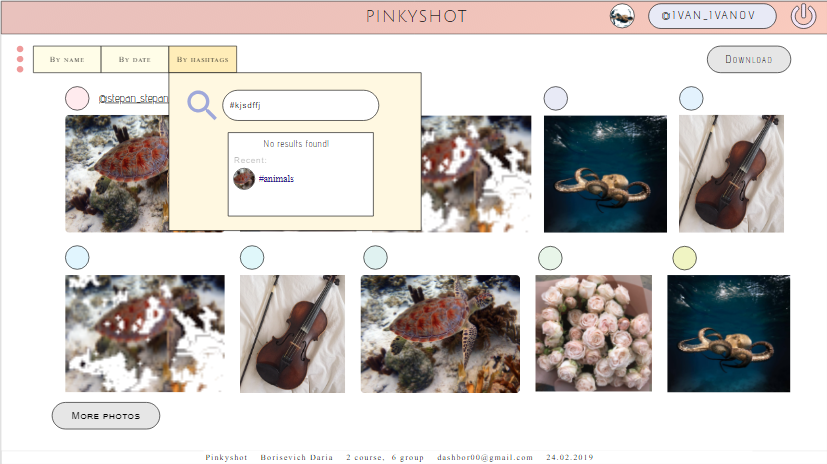 PINKYSHOT
@IVAN_IVANOV
BY NAME
BY DATE
BY HASHTAGS
DOWNLOAD
@stepan_stepan
#kjsdffj
No results found!
Recent:
#animals
MORE PHOTOS
Pinkyshot Borisevich Daria 2 course, 6 group dashbor00@gmail.com 24.02.2019